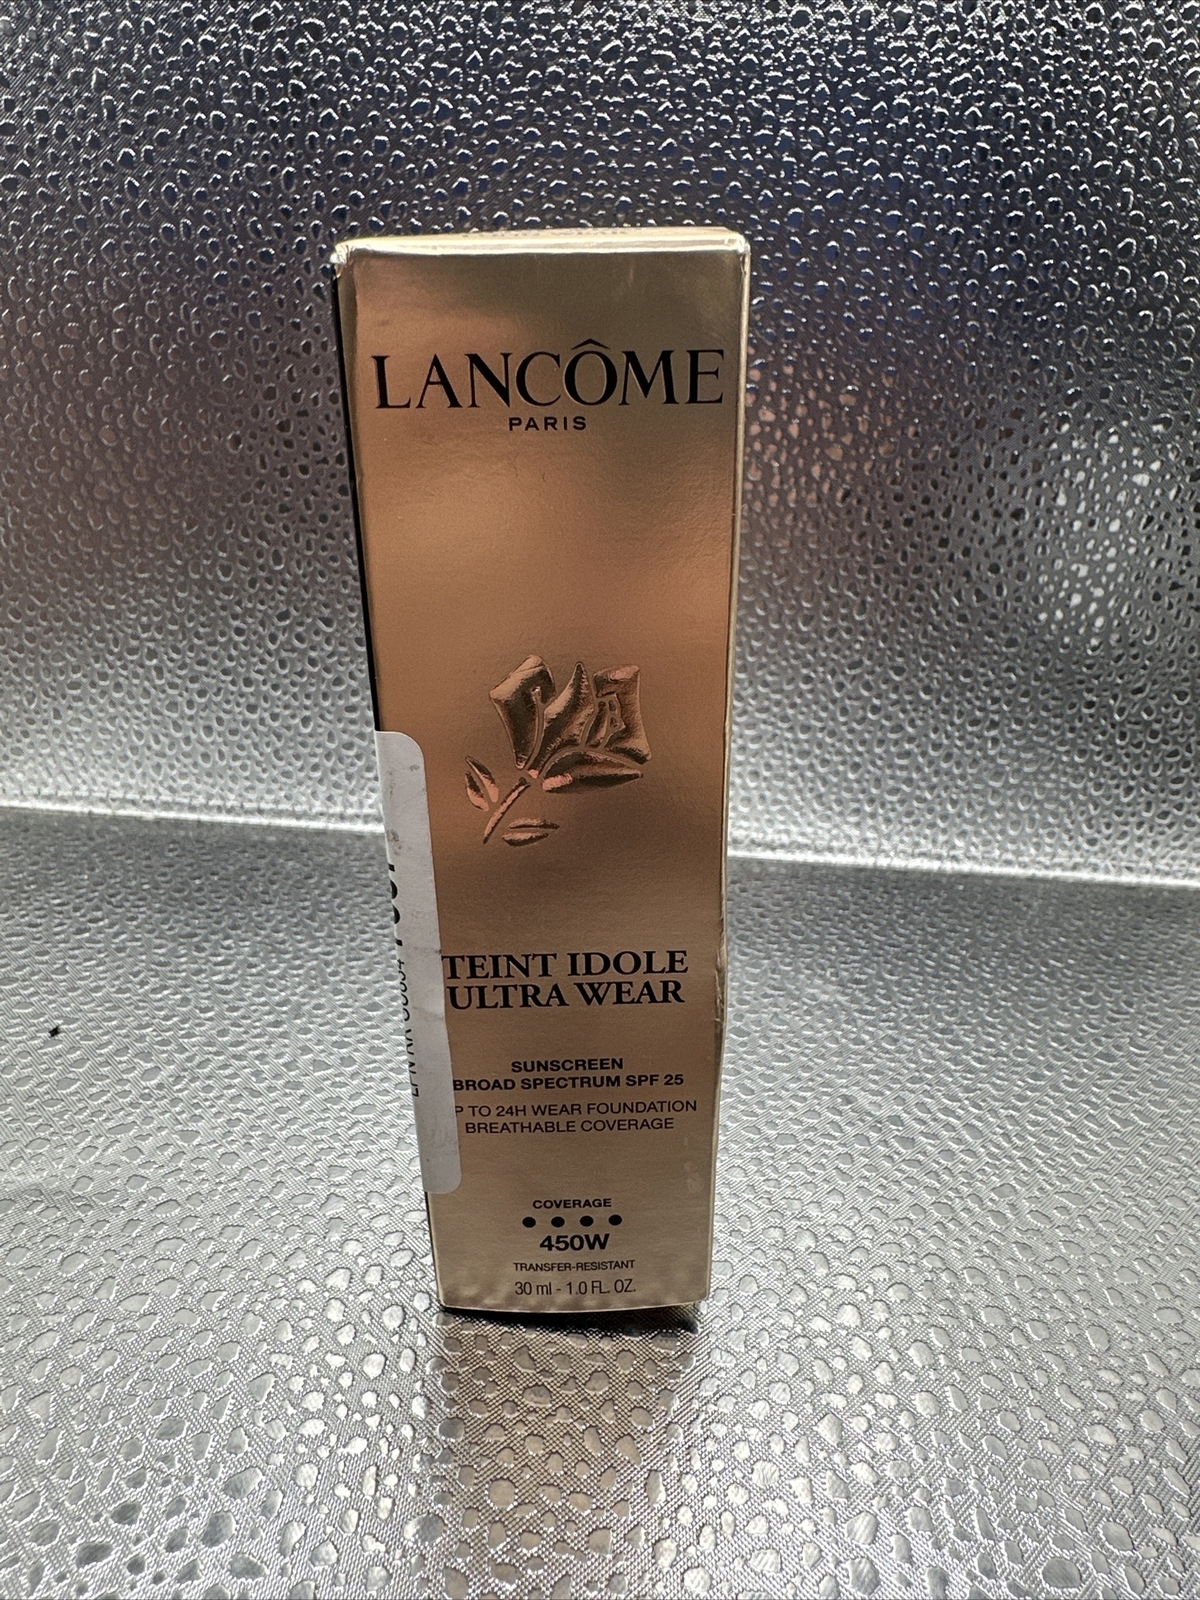 LANCÔME
PARIS
TEINT IDOLE
ULTRA WEAR
SUNSCREEN
BROAD SPECTRUM SPF 25
TO 24H WEAR FOUNDATION
BREATHABLE COVERAGE
COVERAGE
450W
TRANSFER-RESISTANT
30 ml - 1.0 FL. OZ.